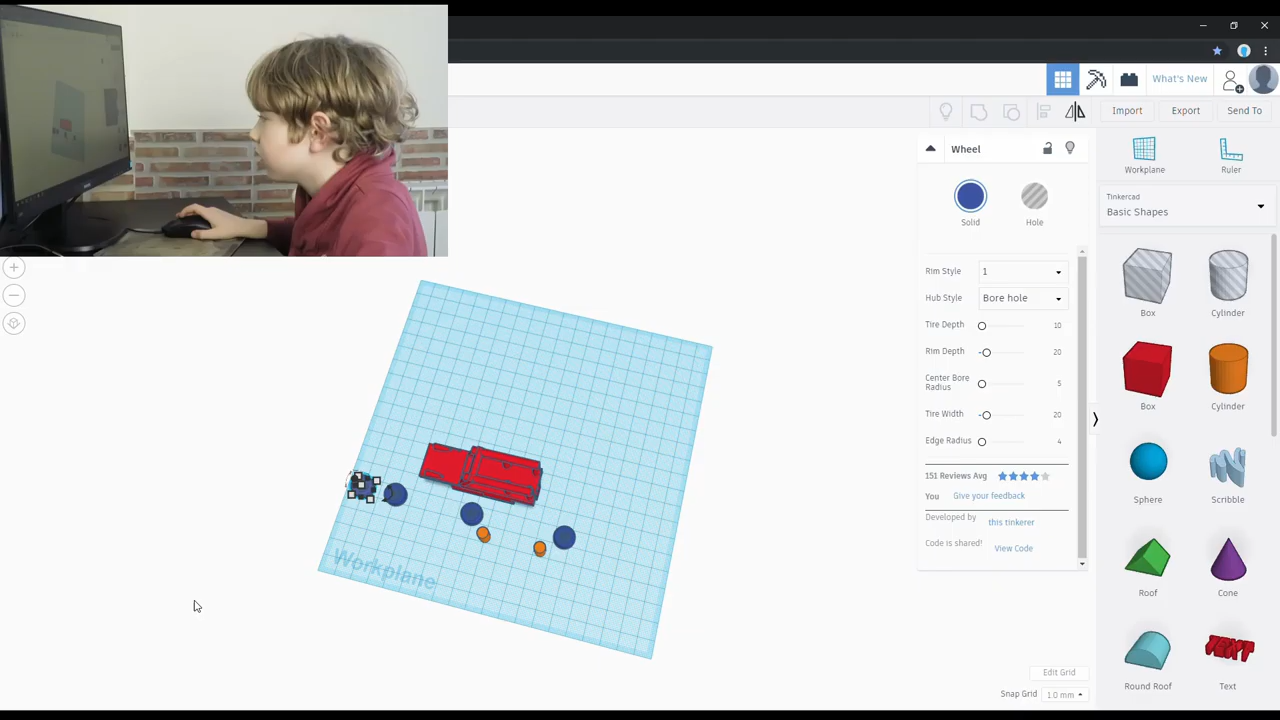 What's New
Import
Export
Send To
Wheel
Workplane
Ruler
Solid
Hole
Tinkercad
Basic Shapes
Rim Style
1
Hub Style
Bore hole
Tire Depth
10
Rim Depth
20
Center Bore
Radius
5
Tire Width
20
Edge Radius
4
151 Reviews Avg
You
Give your feedback
Developed by
this tinkerer
Code is shared!
View Code
Box
Cylinder
Box
Cylinder
Sphere
Scribble
Roof
Cone
Round Roof
TEXT
Text
Workplane
Edit Grid
Snap Grid
1.0 mm